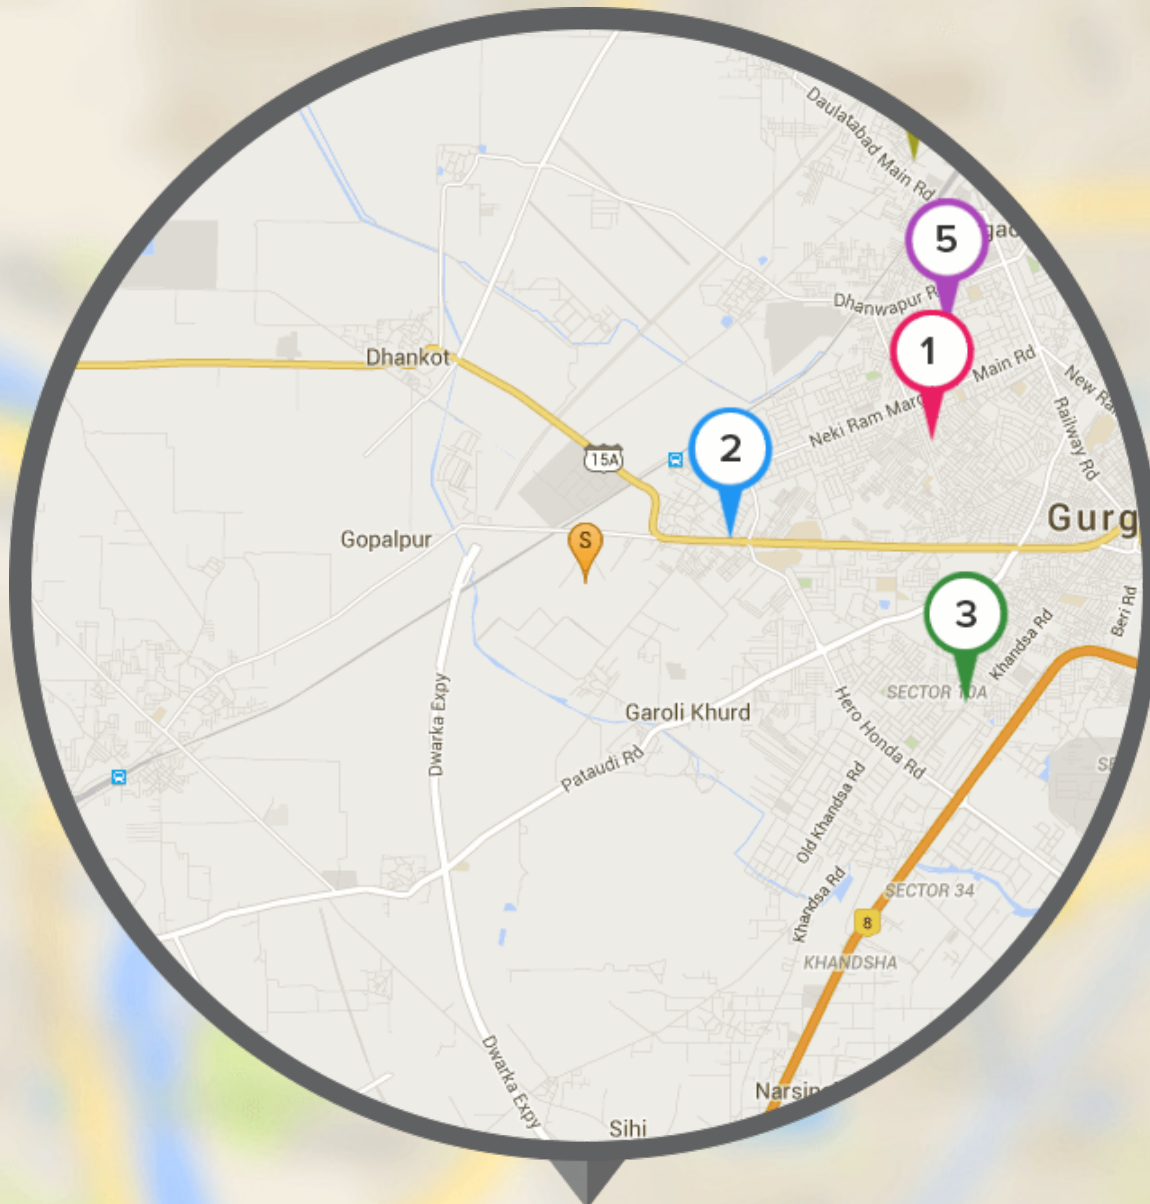 Daulatabad Main Rd
5
Dhanwapur R
1
Main Rd
Dhankot
New Ra
Neki Ram Marg
Railway Rd
2
15A
Gurg
Gopalpur
S
3
Beri Rd
Khandsa Rd
SECTOR 10A
Dwarka Expy
Garoli Khurd
Hero Honda Rd
Pataudi Rd
SE
Old Khandsa Rd
Khandsa Rd
SECTOR 34
8
KHANDSHA
Dwarka Expy
Narsin
Sihi